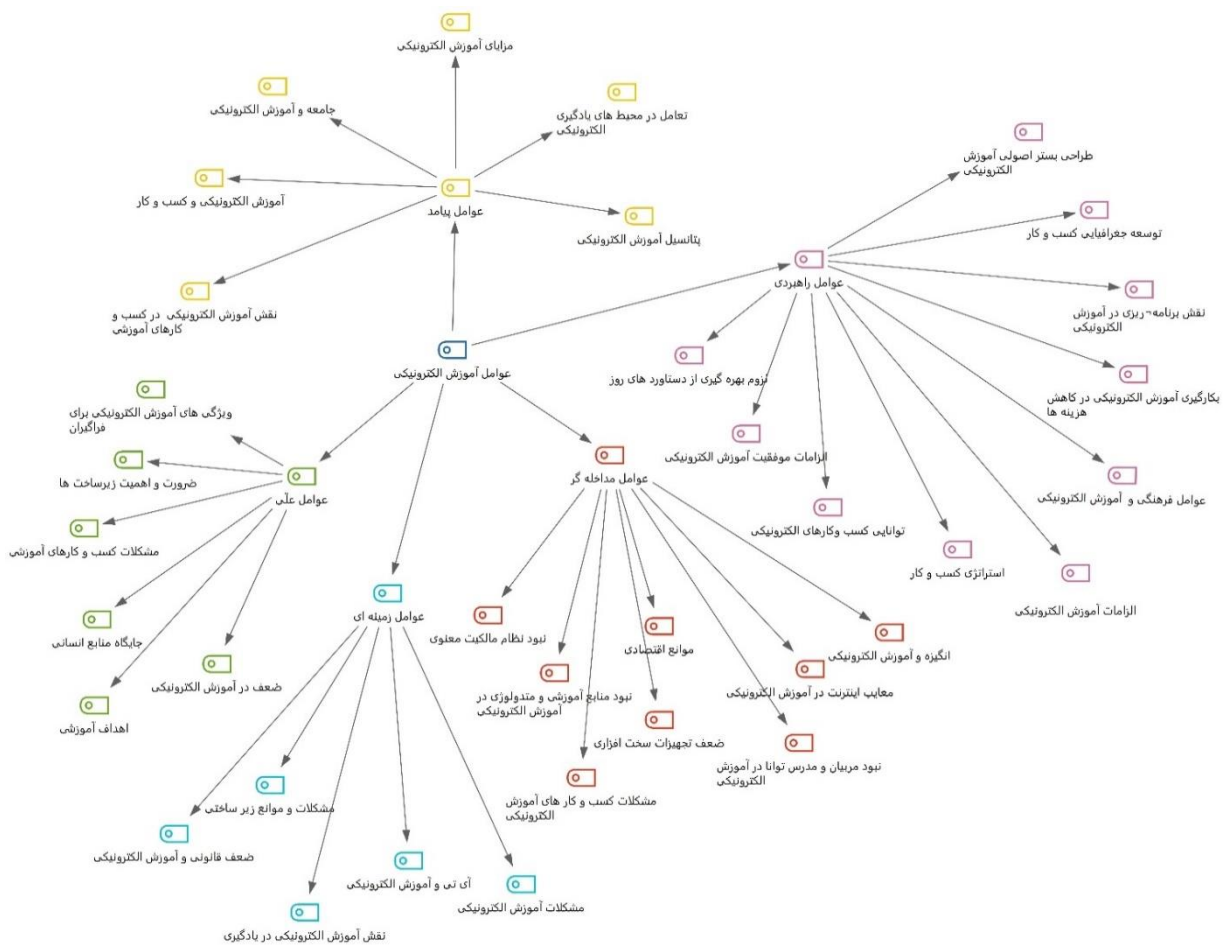 مزایای آموزش الکترونیکی
جامعه و آموزش الکترونیکی
تعامل در محیط های یادگیری
الکترونیکی
آموزش الکترونیکی و کسب و کار
عوامل پیامد
پتانسیل آموزش الکترونیکی
نقش آموزش الکترونیکی در کسب و
کارهای آموزشی
طراحی بستر اصولی آموزش
الکترونیکی
توسعه جغرافیایی کسب و کار
عوامل راهبردی
نقش برنامه¬ریزی در آموزش
الکترونیکی
لزوم بهره گیری از دستاورد های روز
بکارگیری آموزش الکترونیکی در کاهش
هزینه ها
الزامات موفقیت آموزش الکترونیکی
عوامل فرهنگی و آموزش الکترونیکی
توانایی کسب وکارهای الکترونیکی
استراتژی کسب و کار
الزامات آموزش الکترونیکی
عوامل آموزش الکترونیکی
ویژگی های آموزش الکترونیکی برای
فراگیران
ضرورت و اهمیت زیرساخت ها
عوامل علّی
مشکلات کسب و کارهای آموزشی
جایگاه منابع انسانی
ضعف در آموزش الکترونیکی
اهداف آموزشی
عوامل مداخله گر
نبود نظام مالکیت معنوی
موانع اقتصادی
انگیزه و آموزش الکترونیکی
معایب اینترنت در آموزش الکترونیکی
نبود منابع آموزشی و متدولوژی در
آموزش الکترونیکی
ضعف تجهیزات سخت افزاری
نبود مربیان و مدرس توانا در آموزش
الکترونیکی
مشکلات کسب و کار های آموزش
الکترونیکی
عوامل زمینه ای
مشکلات و موانع زیر ساختی
ضعف قانونی و آموزش الکترونیکی
آی تی و آموزش الکترونیکی
مشکلات آموزش الکترونیکی
نقش آموزش الکترونیکی در یادگیری